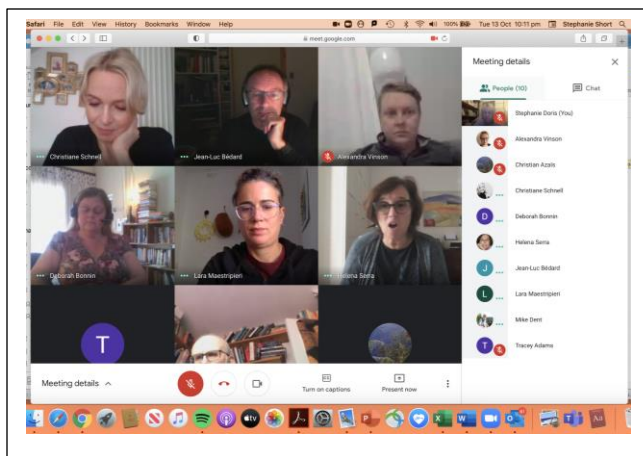 Safari File Edit View History Bookmarks Window Help 100% Tue 13 Oct 10:11 pm Stephanie Short
meet.google.com
Meeting details
People (10) Chat
Stephanie Doris (You)
Alexandra Vinson
Christian Azaïs
Christiane Schnell
D Deborah Bonnin
Helena Serra
J Jean-Luc Bédard
L Lara Maestripieri
Mike Dent
T Tracey Adams
Christiane Schnell
Jean-Luc Bédard
Alexandra Vinson
Deborah Bonnin
Lara Maestripieri
Helena Serra
T
Meeting details
Turn on captions
Present now
tv